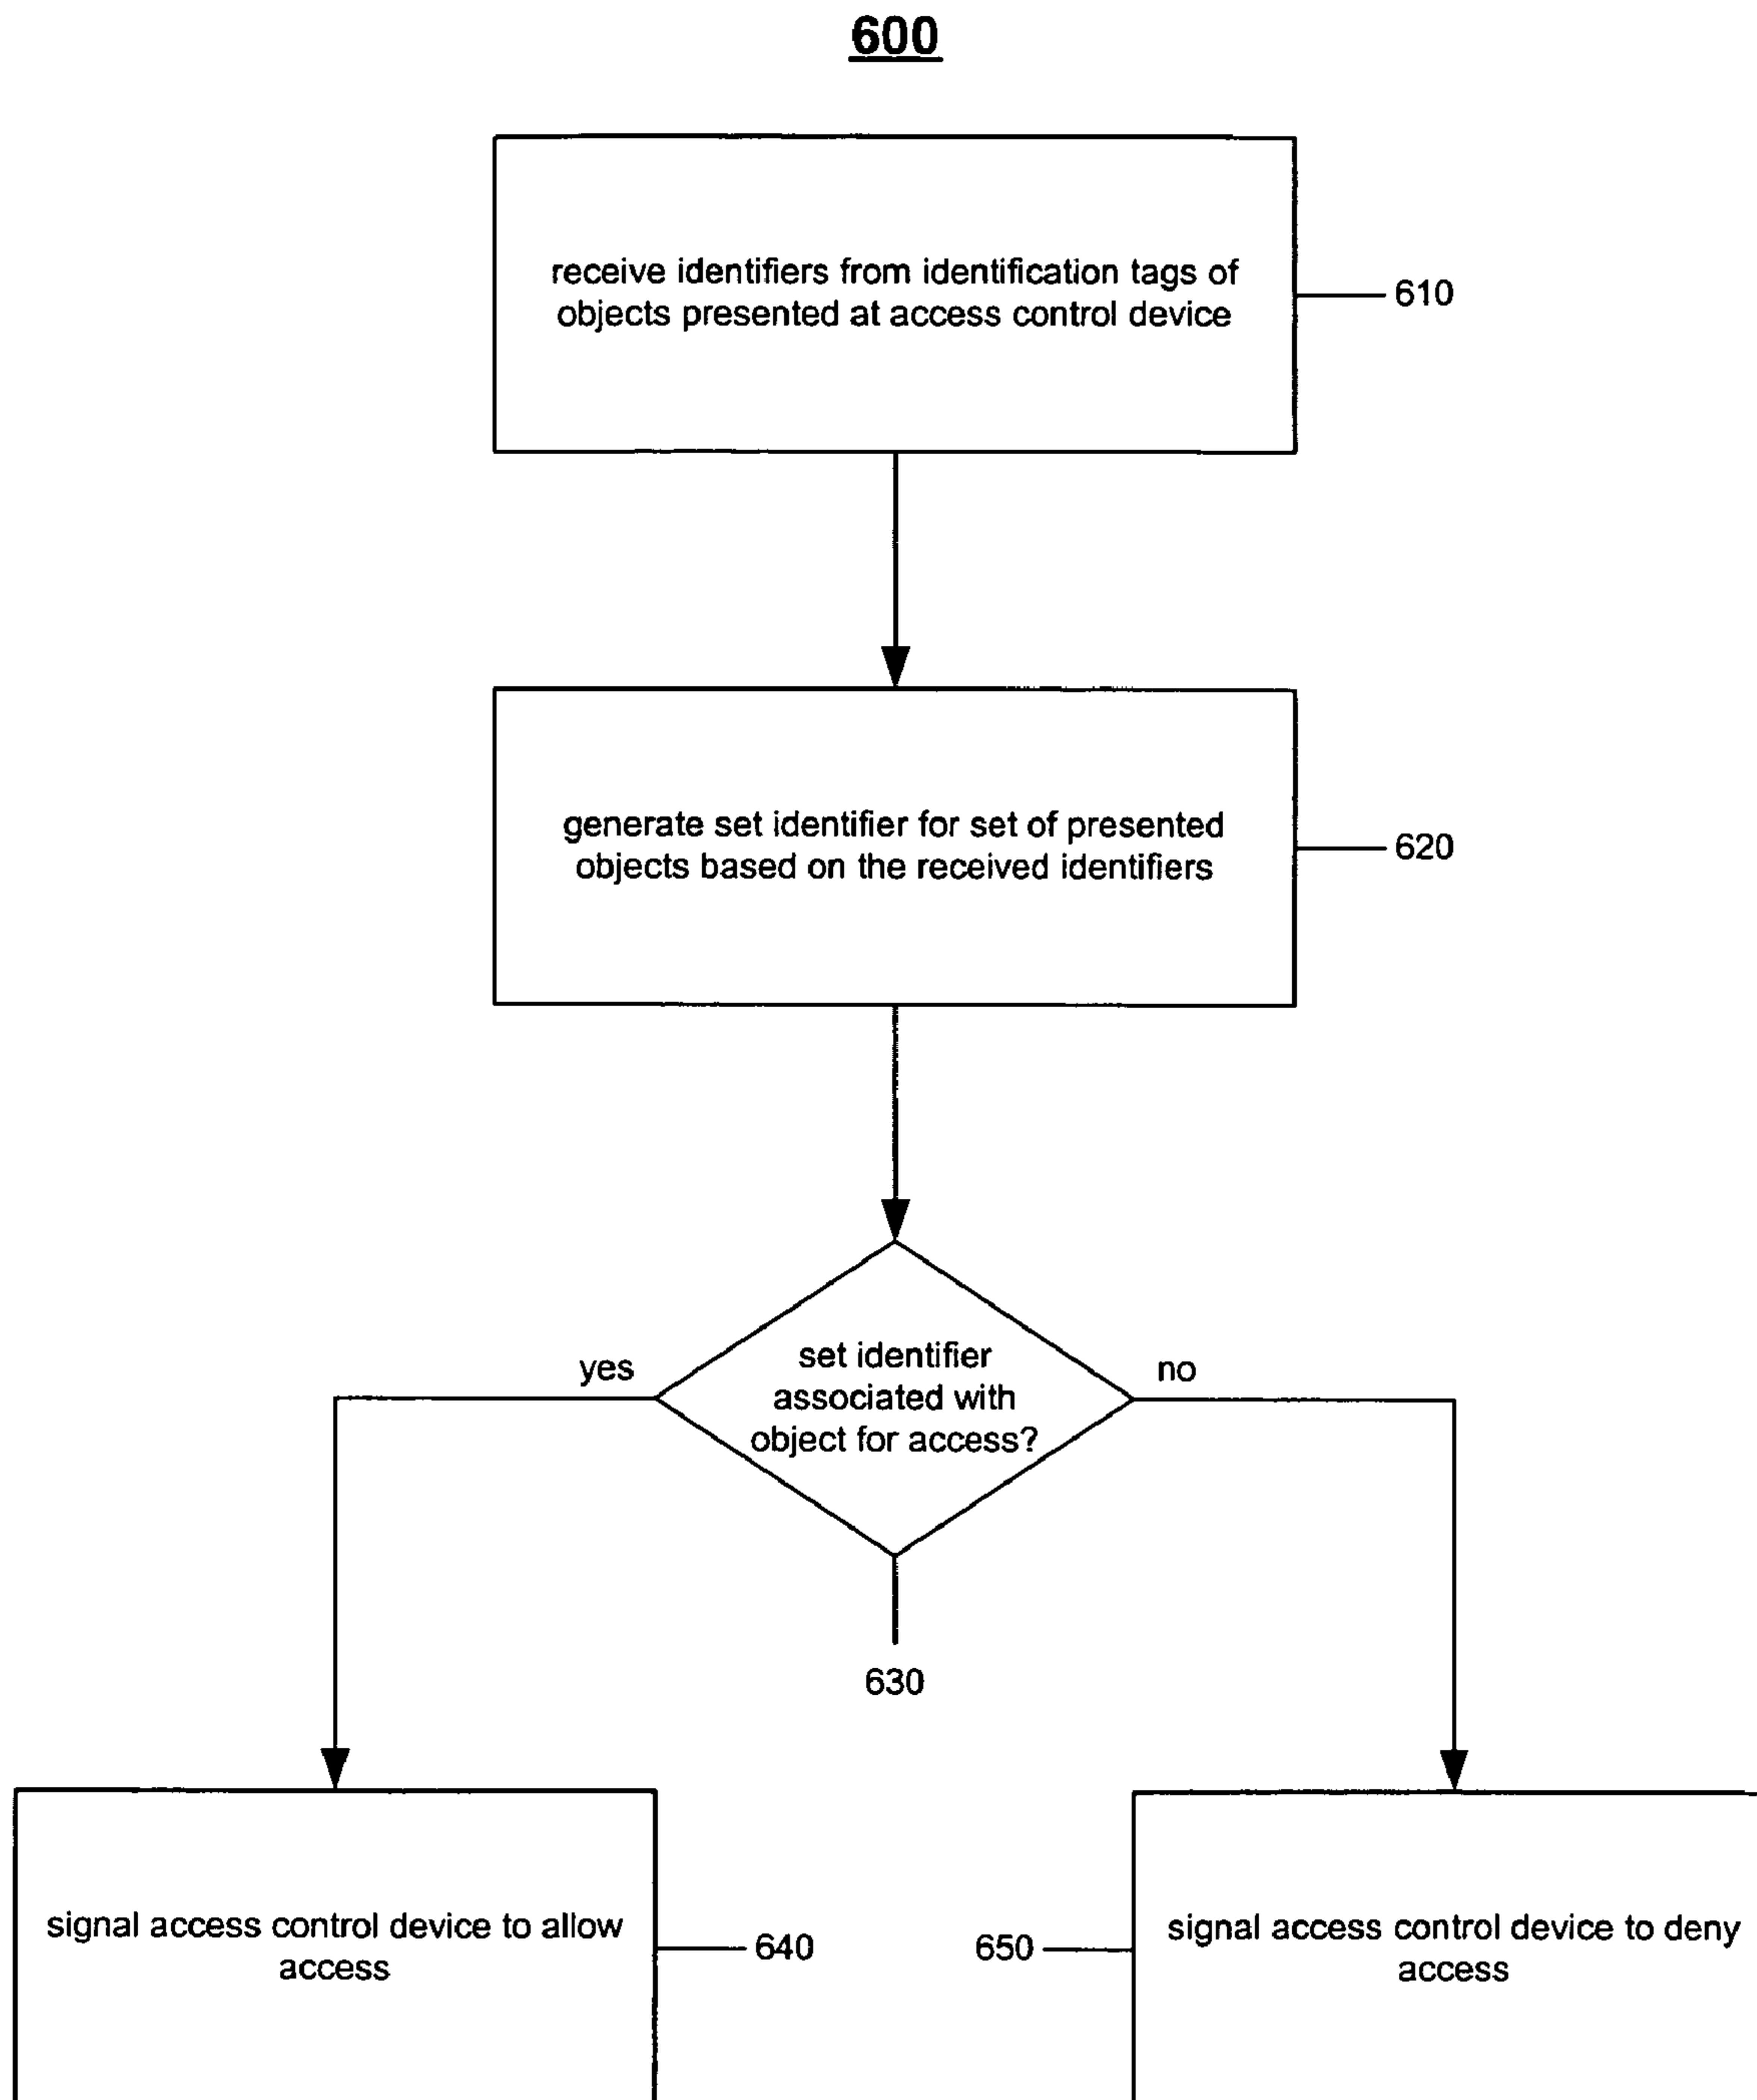 600
receive identifiers from identification tags of
objects presented at access control device
610
generate set identifier for set of presented
objects based on the received identifiers
620
yes
set identifier
associated with
object for access?
no
630
signal access control device to allow
access
640
650
signal access control device to deny
access